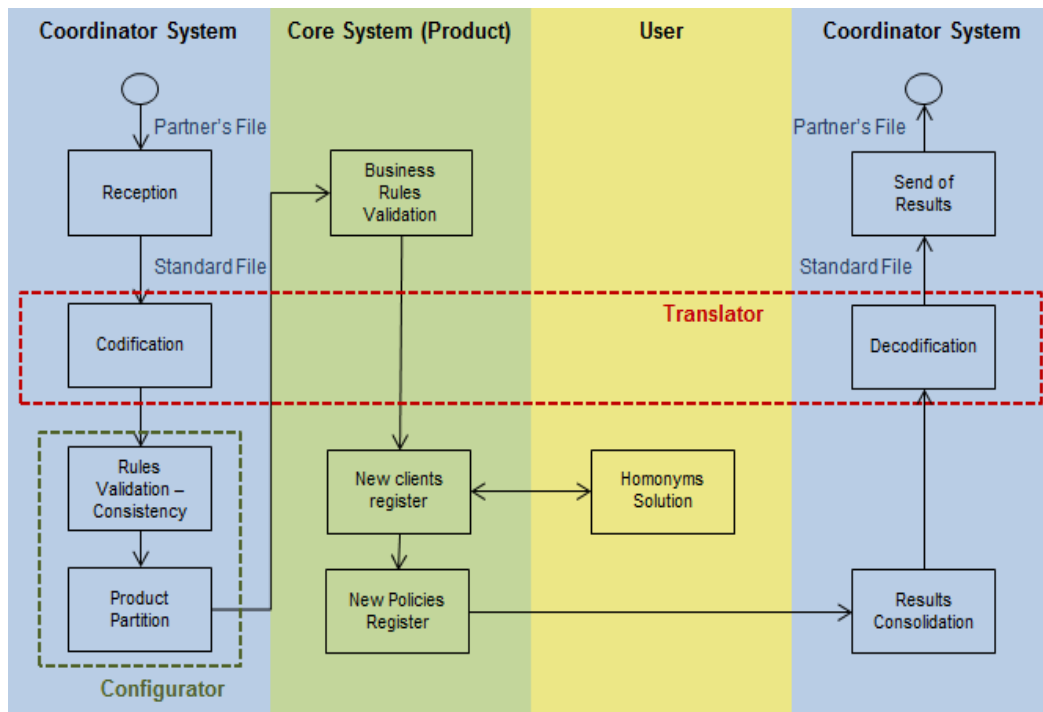 Coordinator System
Core System (Product)
User
Coordinator System
Partner's File
Reception
Standard File
Codification
Rules
Validation –
Consistency
Product
Partition
Configurator
Business
Rules
Validation
New clients
register
New Policies
Register
Translator
Homonyms
Solution
Partner's File
Send of
Results
Standard File
Decodification
Results
Consolidation